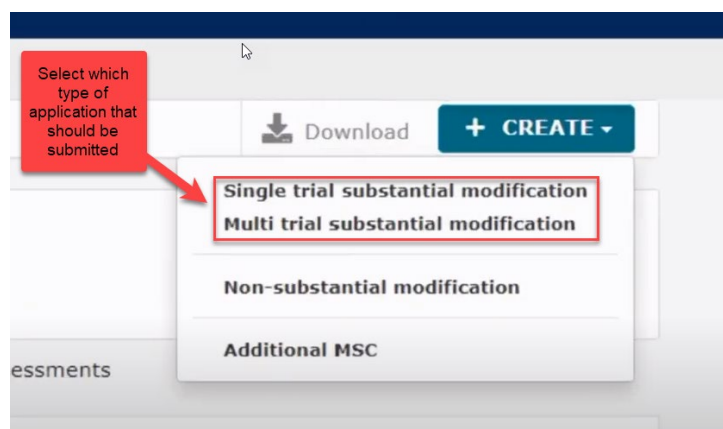 Select which
type of
application that
should be
submitted
Download
+ CREATE
Single trial substantial modification
Multi trial substantial modification
Non-substantial modification
Additional MSC
essments